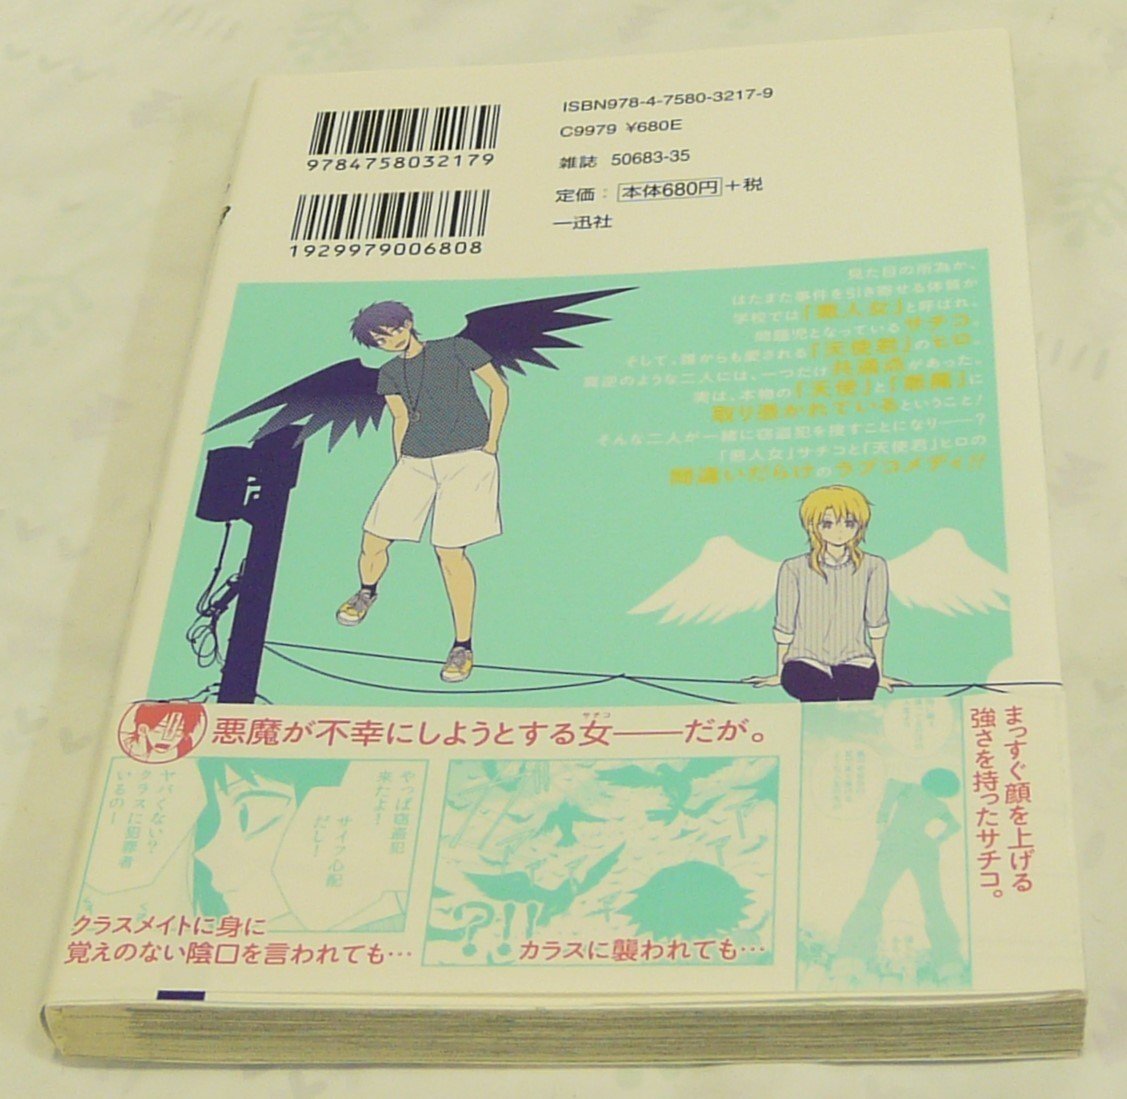 ISBN978-4-7580-3217-9
C9979 ¥680E
雑誌 50683-35
定価：本体680円＋税
一迅社
9784758032179
1929979006808
見た目の所為か、
はたまた事件を引き寄せる体質か
学校では「悪人女」と呼ばれ、
問題児となっているサチコ。
そして、誰からも愛される「天使君」のヒロ。
真逆のような二人には、一つだけ共通点があった。
実は、本物の「天使」と「悪魔」に
取り憑かれているということ！
そんな二人が一緒に窃盗犯を捜すことになり――？
「悪人女」サチコと「天使君」ヒロの
間違いだらけのラブコメディ!!
悪魔が不幸にしようとする女――だが。
サチコ
ヤバくない？
クラスに犯罪者
いるの！
やっぱ窃盗犯
来たよ！
サイフ心配
だし！
クラスメイトに身に
覚えのない陰口を言われても…
?!!
カラスに襲われても…
まっすぐ顔を上げる
強さを持ったサチコ。